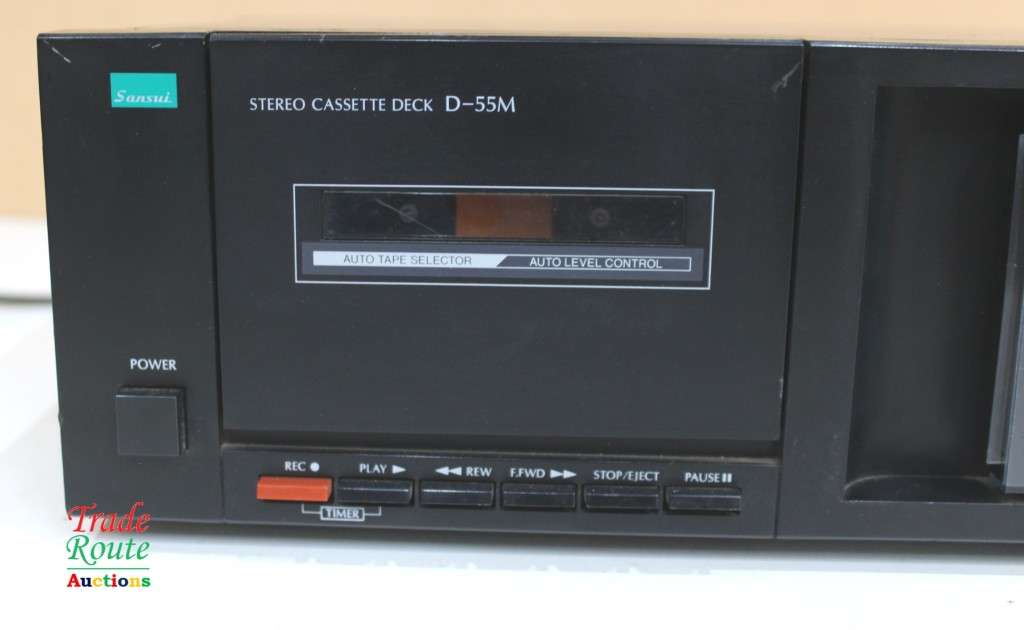 Sansui
STEREO CASSETTE DECK D-55M
AUTO TAPE SELECTOR AUTO LEVEL CONTROL
POWER
REC ● PLAY ▶ ◀◀ REW F.FWD ▶▶ STOP/EJECT PAUSE ▮▮
TIMER
Trade
Route
Auctions